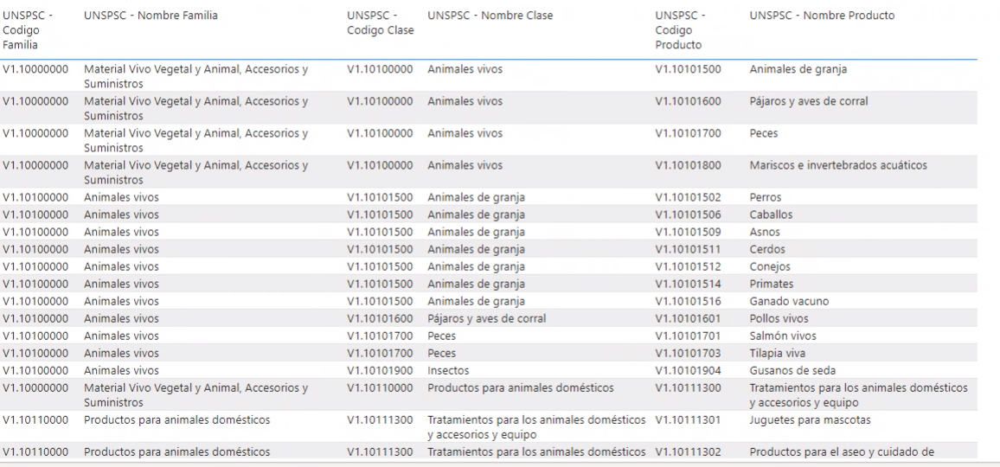 UNSPSC - Codigo Familia UNSPSC - Nombre Familia UNSPSC - Codigo Clase UNSPSC - Nombre Clase UNSPSC - Codigo Producto UNSPSC - Nombre Producto
V1.10000000 Material Vivo Vegetal y Animal, Accesorios y Suministros V1.10100000 Animales vivos V1.10101500 Animales de granja
V1.10000000 Material Vivo Vegetal y Animal, Accesorios y Suministros V1.10100000 Animales vivos V1.10101600 Pájaros y aves de corral
V1.10000000 Material Vivo Vegetal y Animal, Accesorios y Suministros V1.10100000 Animales vivos V1.10101700 Peces
V1.10000000 Material Vivo Vegetal y Animal, Accesorios y Suministros V1.10100000 Animales vivos V1.10101800 Mariscos e invertebrados acuáticos
V1.10100000 Animales vivos V1.10101500 Animales de granja V1.10101502 Perros
V1.10100000 Animales vivos V1.10101500 Animales de granja V1.10101506 Caballos
V1.10100000 Animales vivos V1.10101500 Animales de granja V1.10101509 Asnos
V1.10100000 Animales vivos V1.10101500 Animales de granja V1.10101511 Cerdos
V1.10100000 Animales vivos V1.10101500 Animales de granja V1.10101512 Conejos
V1.10100000 Animales vivos V1.10101500 Animales de granja V1.10101514 Primates
V1.10100000 Animales vivos V1.10101500 Animales de granja V1.10101516 Ganado vacuno
V1.10100000 Animales vivos V1.10101600 Pájaros y aves de corral V1.10101601 Pollos vivos
V1.10100000 Animales vivos V1.10101700 Peces V1.10101701 Salmón vivos
V1.10100000 Animales vivos V1.10101700 Peces V1.10101703 Tilapia viva
V1.10100000 Animales vivos V1.10101900 Insectos V1.10101904 Gusanos de seda
V1.10000000 Material Vivo Vegetal y Animal, Accesorios y Suministros V1.10110000 Productos para animales domésticos V1.10111300 Tratamientos para los animales domésticos y accesorios y equipo
V1.10110000 Productos para animales domésticos V1.10111300 Tratamientos para los animales domésticos y accesorios y equipo V1.10111301 Juguetes para mascotas
V1.10110000 Productos para animales domésticos V1.10111300 Tratamientos para los animales domésticos V1.10111302 Productos para el aseo y cuidado de